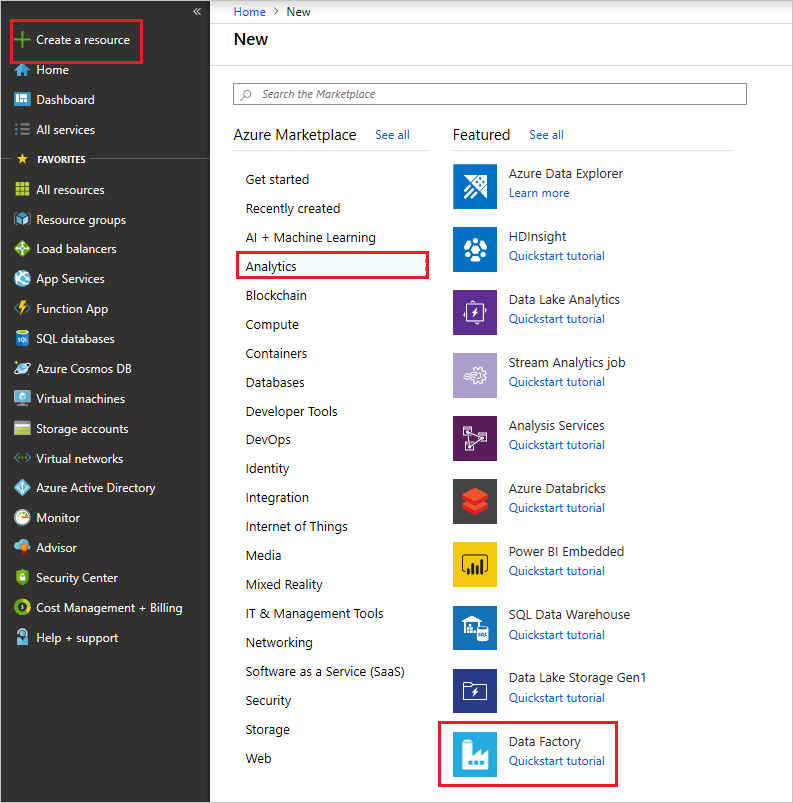 «
Create a resource
Home
Dashboard
All services
FAVORITES
All resources
Resource groups
Load balancers
App Services
Function App
SQL databases
Azure Cosmos DB
Virtual machines
Storage accounts
Virtual networks
Azure Active Directory
Monitor
Advisor
Security Center
Cost Management + Billing
Help + support
Home > New
New
Search the Marketplace
Azure Marketplace See all
Get started
Recently created
AI + Machine Learning
Analytics
Blockchain
Compute
Containers
Databases
Developer Tools
DevOps
Identity
Integration
Internet of Things
Media
Mixed Reality
IT & Management Tools
Networking
Software as a Service (SaaS)
Security
Storage
Web
Featured See all
Azure Data Explorer
Learn more
HDInsight
Quickstart tutorial
Data Lake Analytics
Quickstart tutorial
Stream Analytics job
Quickstart tutorial
Analysis Services
Quickstart tutorial
Azure Databricks
Quickstart tutorial
Power BI Embedded
Quickstart tutorial
SQL Data Warehouse
Quickstart tutorial
Data Lake Storage Gen1
Quickstart tutorial
Data Factory
Quickstart tutorial